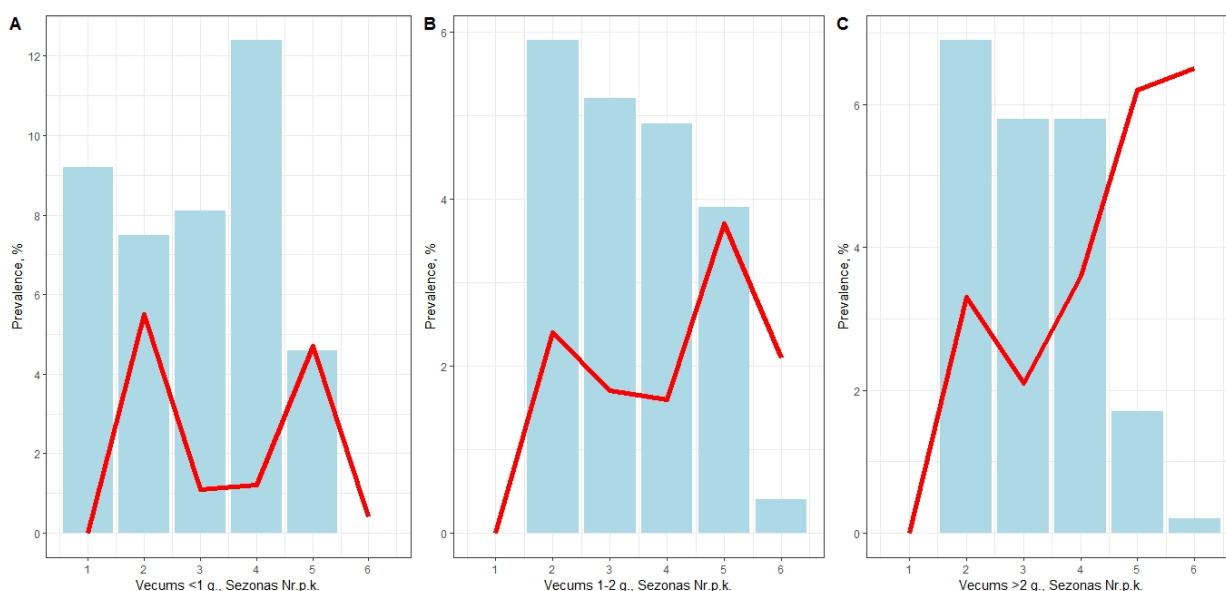 A
Prevalence, %
12
10
8
6
4
2
0
1 2 3 4 5 6
Vecums <1 g., Sezonas Nr.p.k.
B
Prevalence, %
6
4
2
0
1 2 3 4 5 6
Vecums 1-2 g., Sezonas Nr.p.k.
C
Prevalence, %
6
4
2
0
1 2 3 4 5 6
Vecums >2 g., Sezonas Nr.p.k.